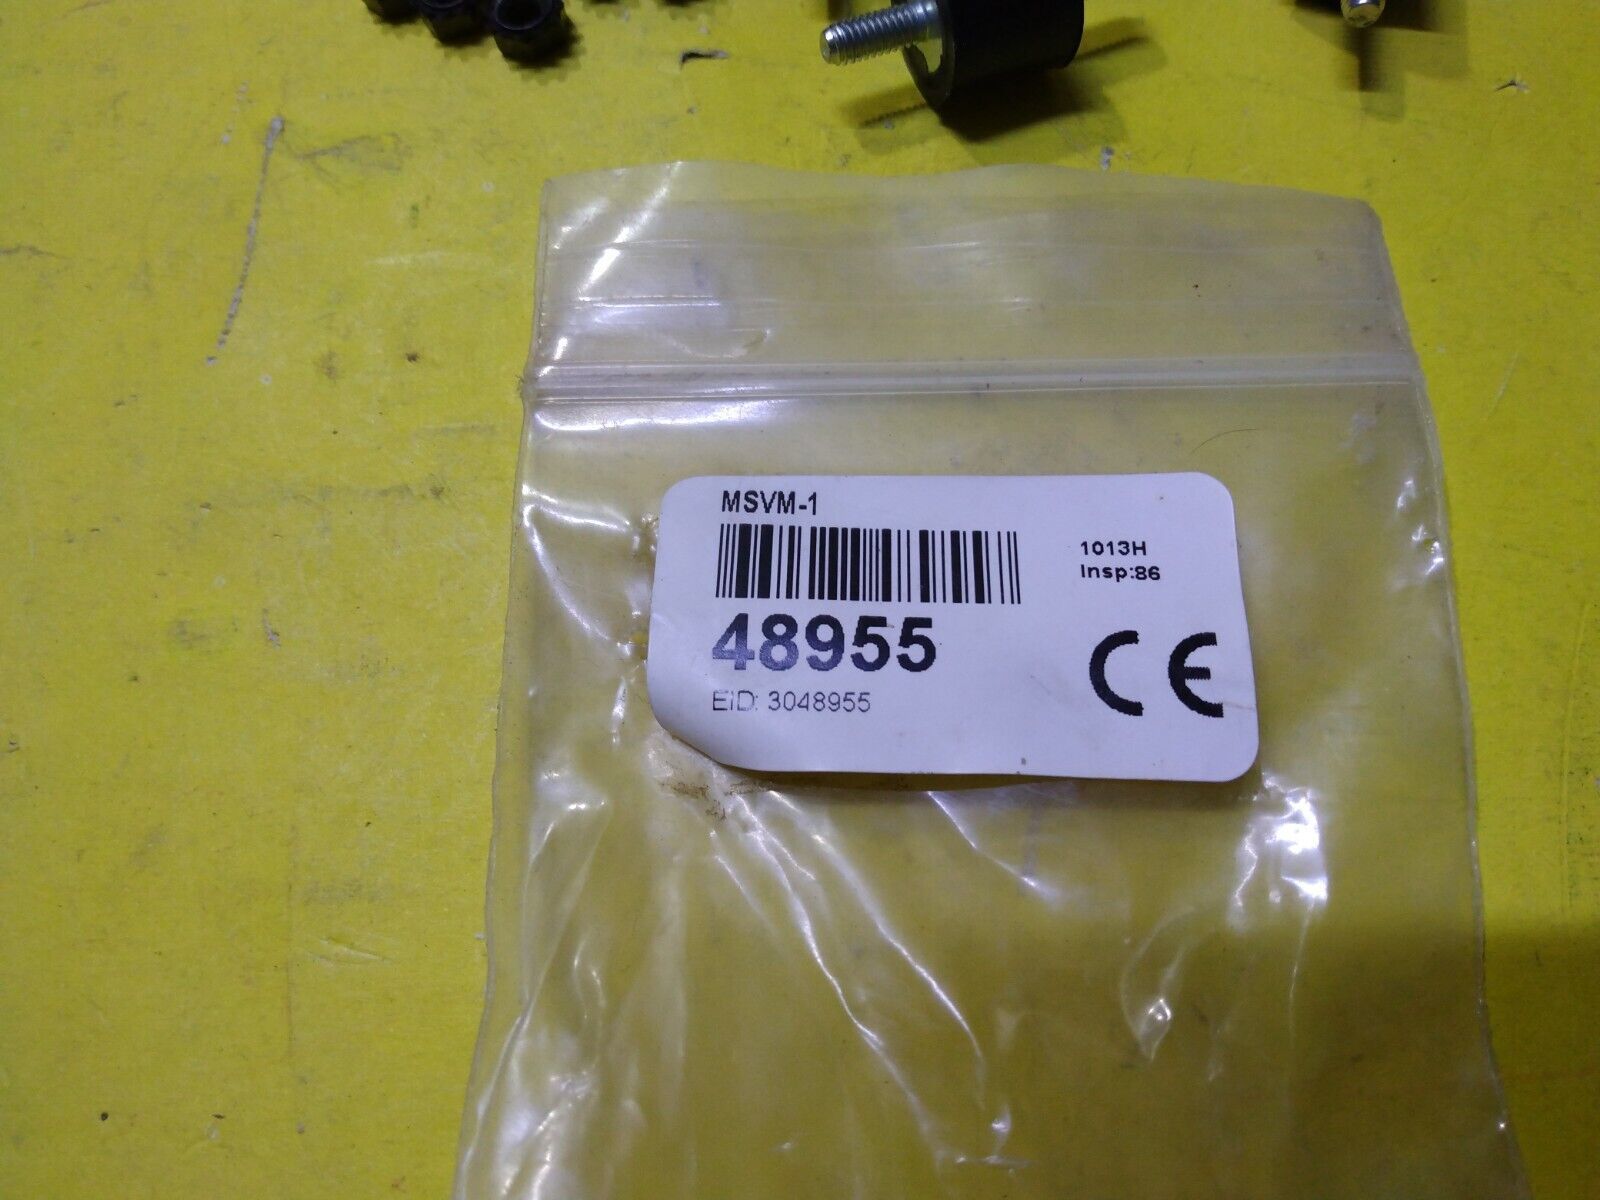 MSVM-1
1013H
Insp:86
48955
EID: 3048955
CE